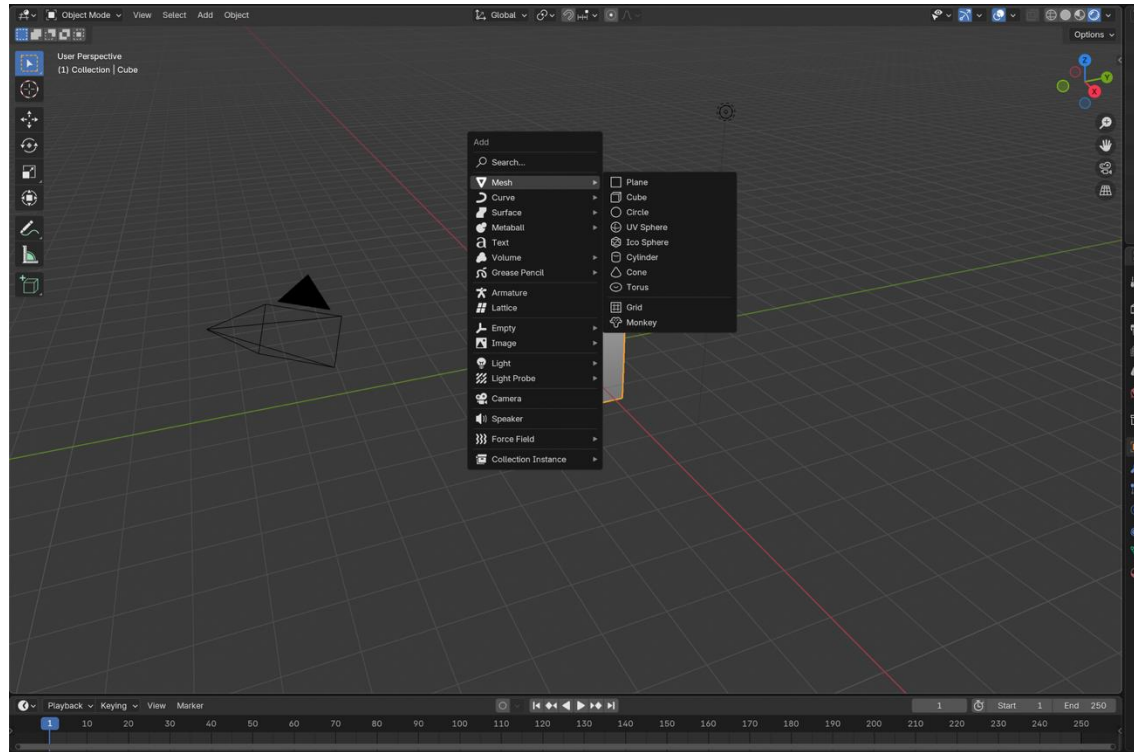 Object Mode View Select Add Object Global
Options
User Perspective
(1) Collection | Cube
Z
Y
X
Add
Search...
Mesh
Curve
Surface
Metaball
Text
Volume
Grease Pencil
Armature
Lattice
Empty
Image
Light
Light Probe
Camera
Speaker
Force Field
Collection Instance
Plane
Cube
Circle
UV Sphere
Ico Sphere
Cylinder
Cone
Torus
Grid
Monkey
Playback Keying View Marker 1 Start 1 End 250
1 10 20 30 40 50 60 70 80 90 100 110 120 130 140 150 160 170 180 190 200 210 220 230 240 250